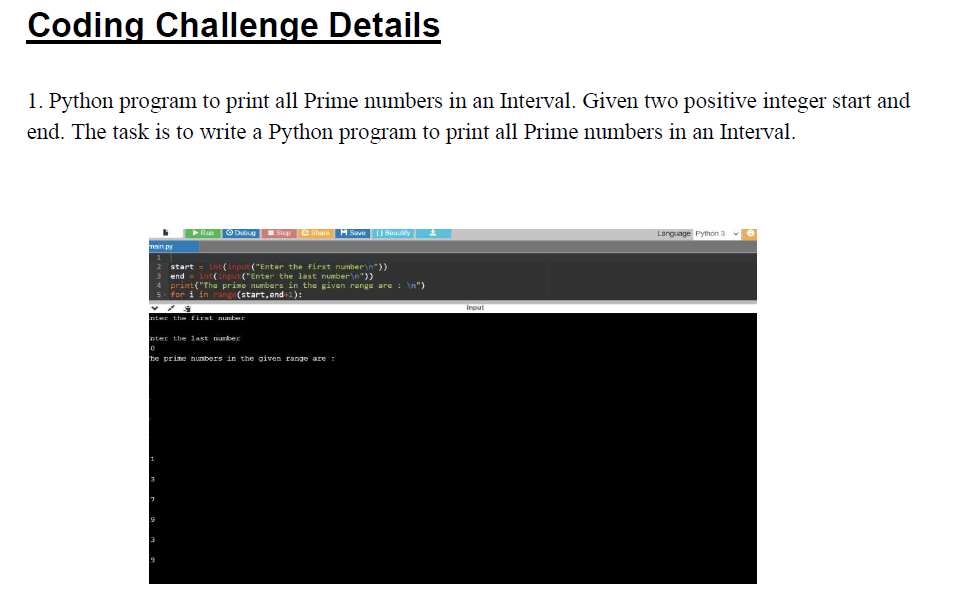 Coding Challenge Details
1. Python program to print all Prime numbers in an Interval. Given two positive integer start and
end. The task is to write a Python program to print all Prime numbers in an Interval.
Run Debug Stop Share Save {} Beautify Language Python 3
main.py
1
2 start = int(input("Enter the first number\n"))
3 end = int(input("Enter the last number\n"))
4 print("The prime numbers in the given range are : \n")
5 for i in range(start,end+1):
input
nter the first number
nter the last number
0
he prime numbers in the given range are :
1
3
7
9
3
9